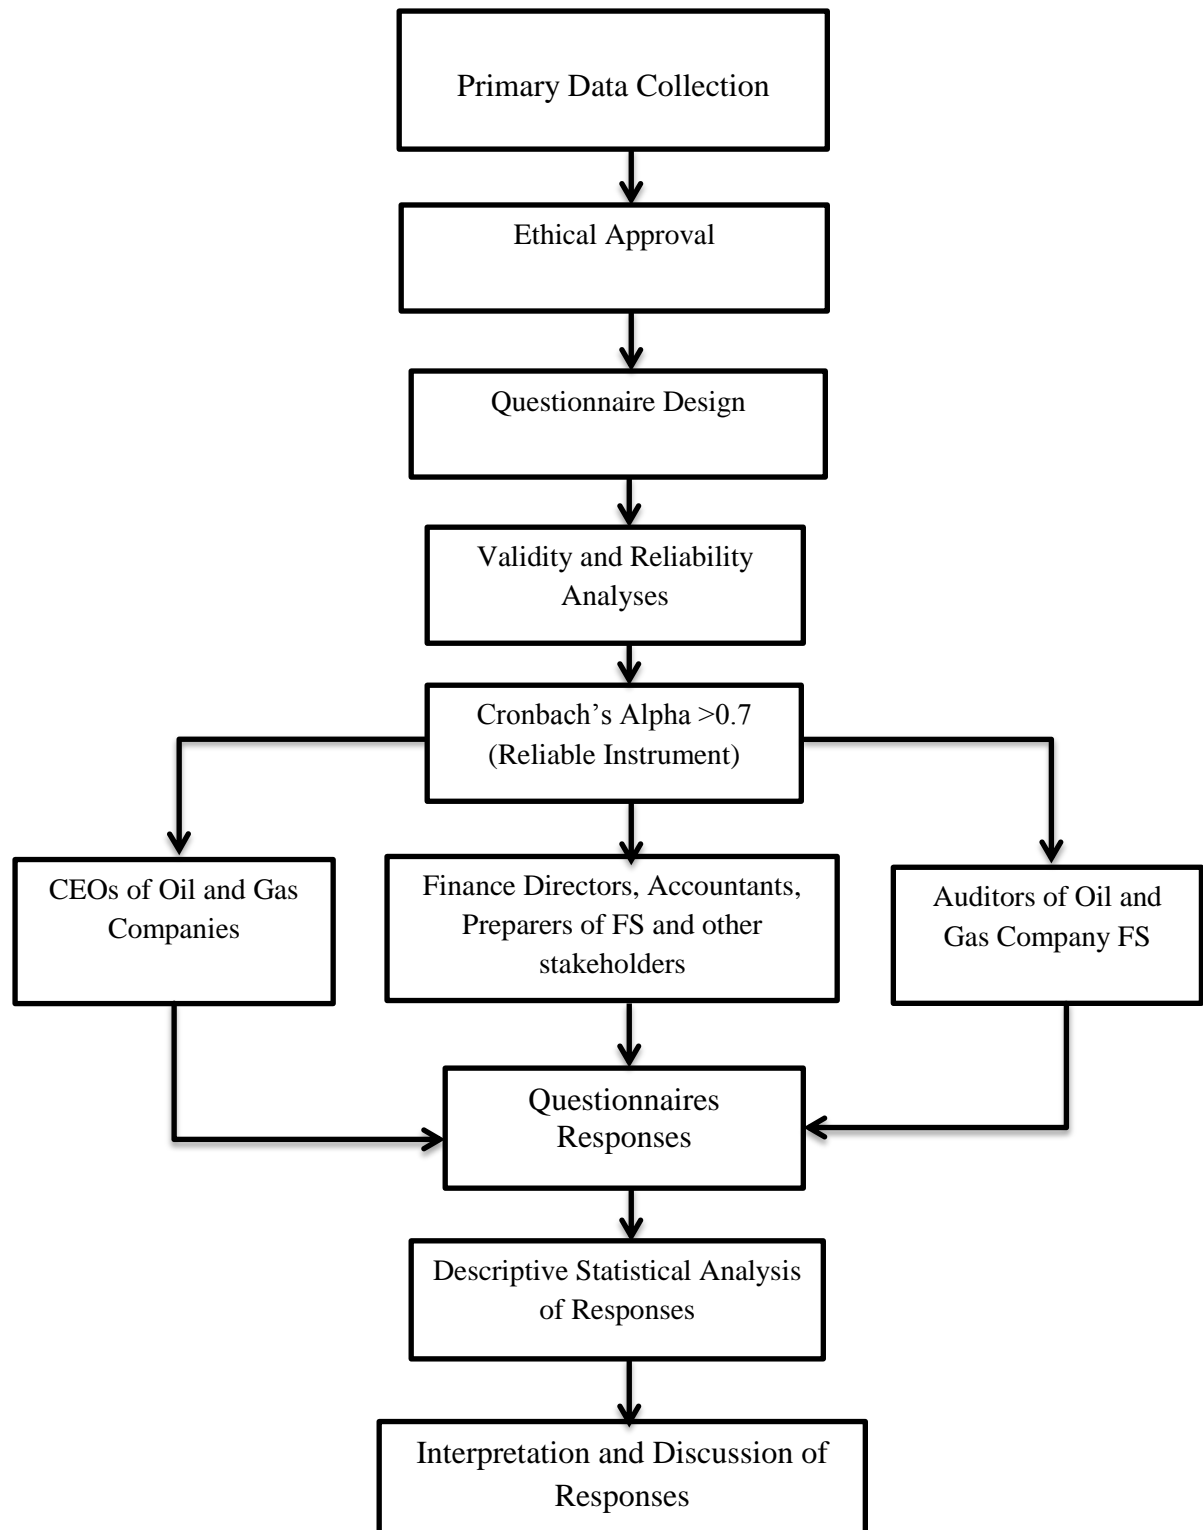 Primary Data Collection
Ethical Approval
Questionnaire Design
Validity and Reliability
Analyses
Cronbach’s Alpha >0.7
(Reliable Instrument)
CEOs of Oil and Gas
Companies
Finance Directors, Accountants,
Preparers of FS and other
stakeholders
Auditors of Oil and
Gas Company FS
Questionnaires
Responses
Descriptive Statistical Analysis
of Responses
Interpretation and Discussion of
Responses